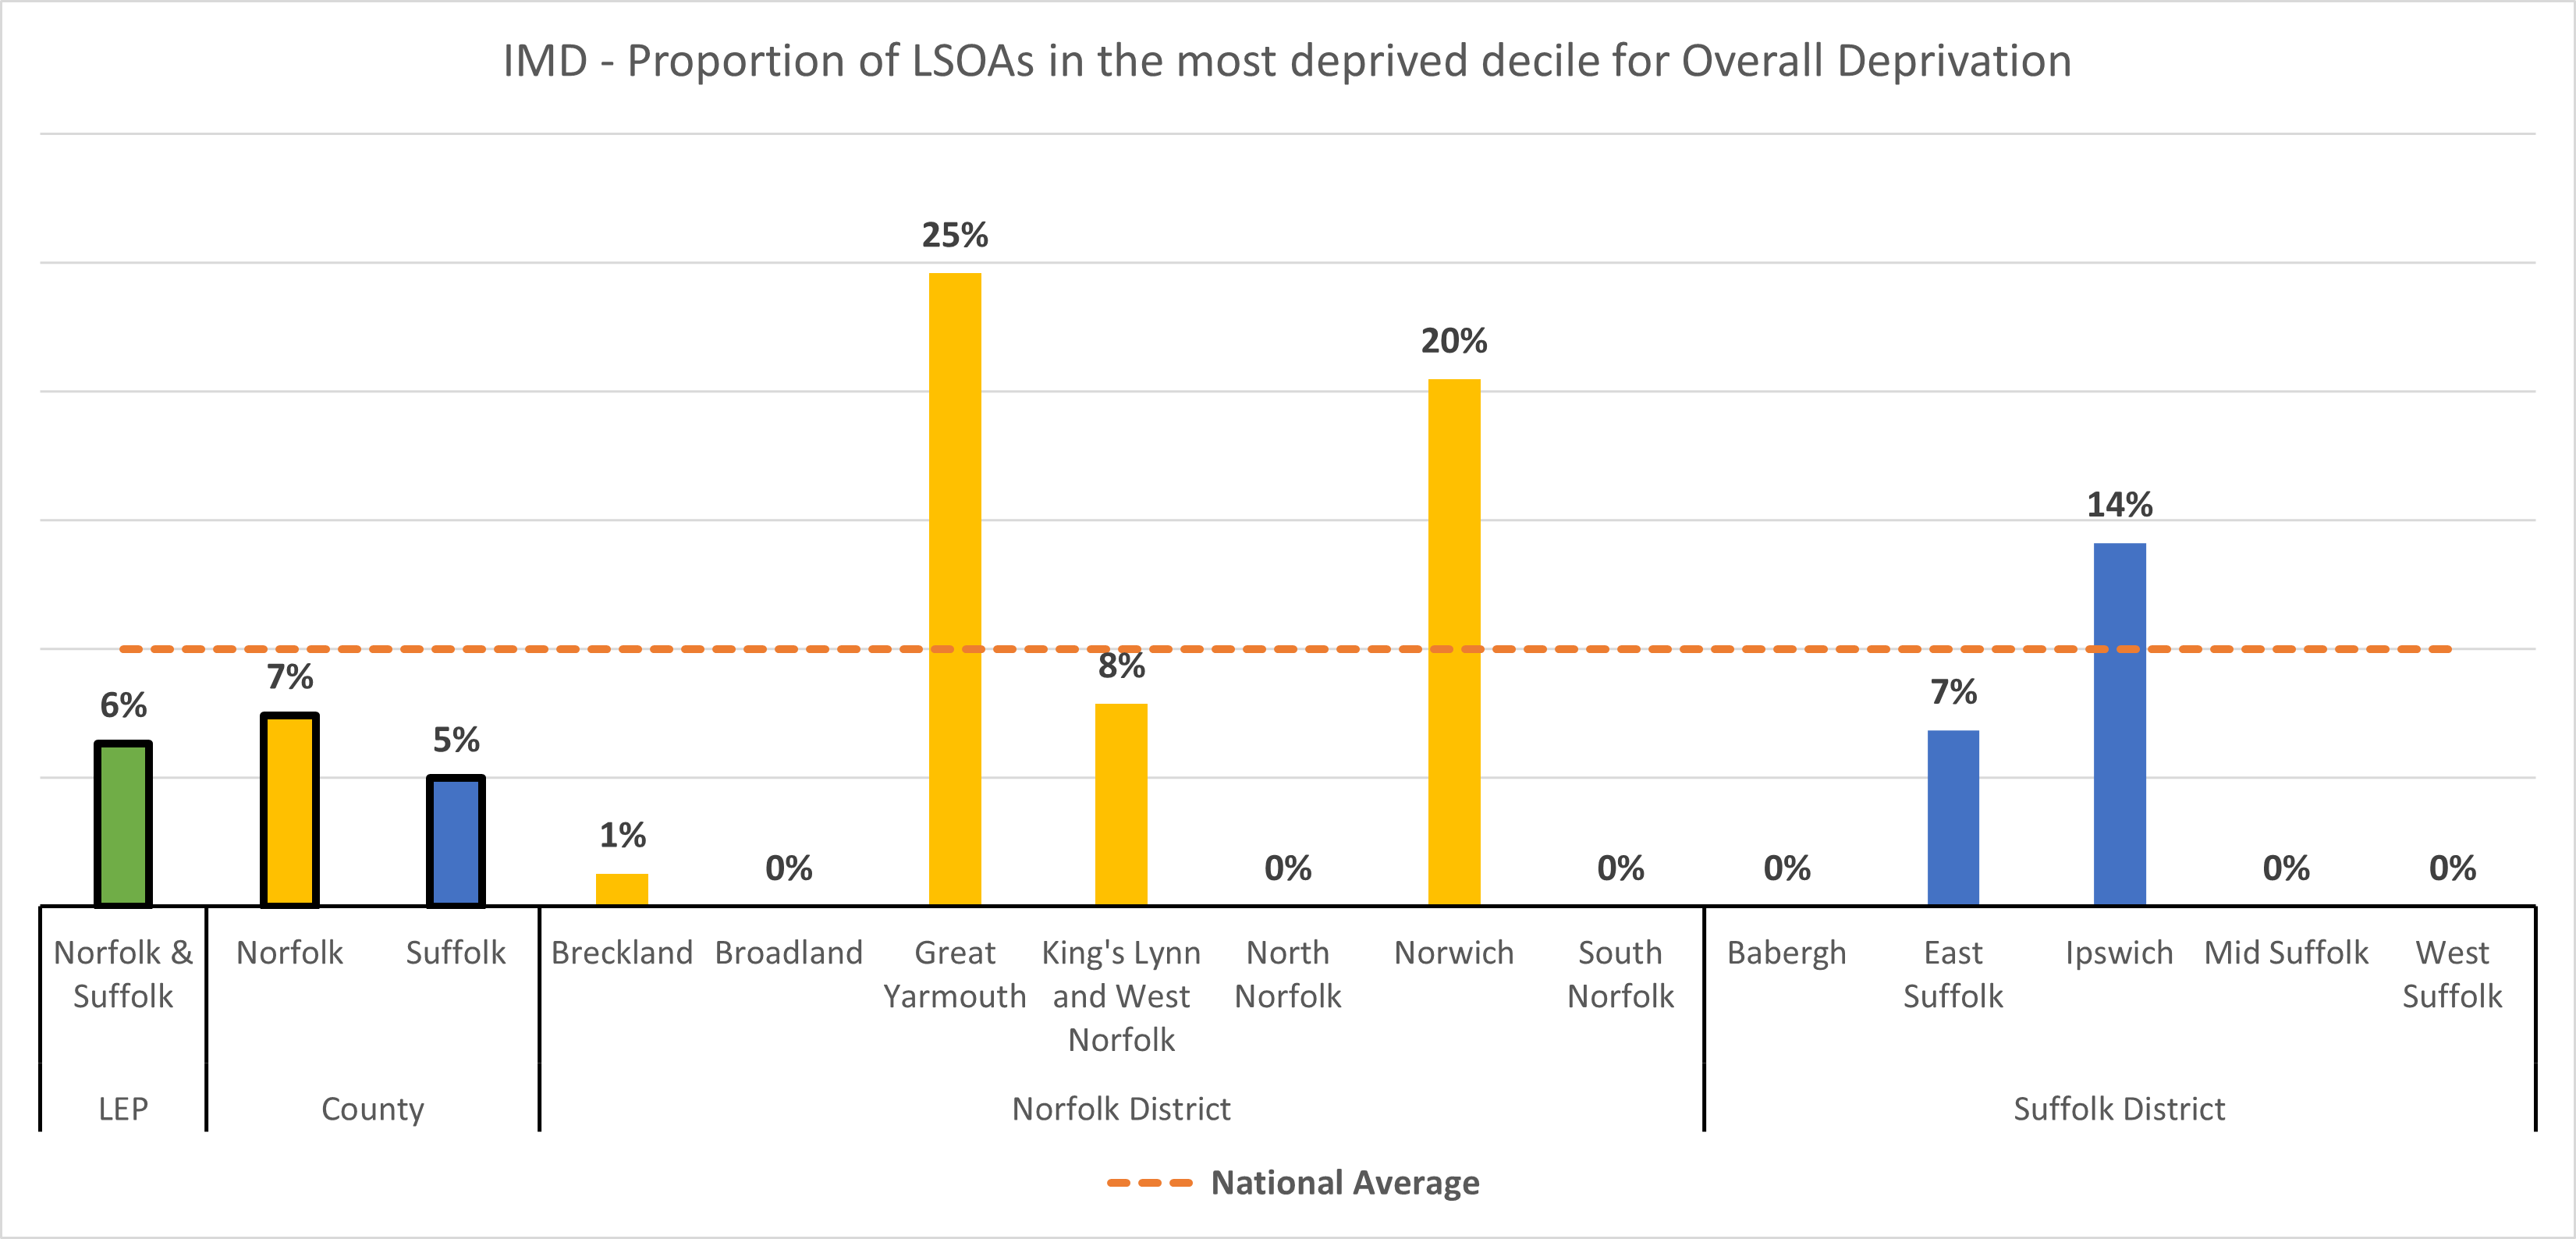 IMD - Proportion of LSOAs in the most deprived decile for Overall Deprivation
25%
20%
14%
8%
7%
7%
6%
5%
1%
0%
0%
0%
0%
0%
0%
Norfolk &
Suffolk
Norfolk
Suffolk
Breckland
Broadland
Great
Yarmouth
King's Lynn
and West
Norfolk
North
Norfolk
Norwich
South
Norfolk
Babergh
East
Suffolk
Ipswich
Mid Suffolk
West
Suffolk
LEP
County
Norfolk District
Suffolk District
National Average